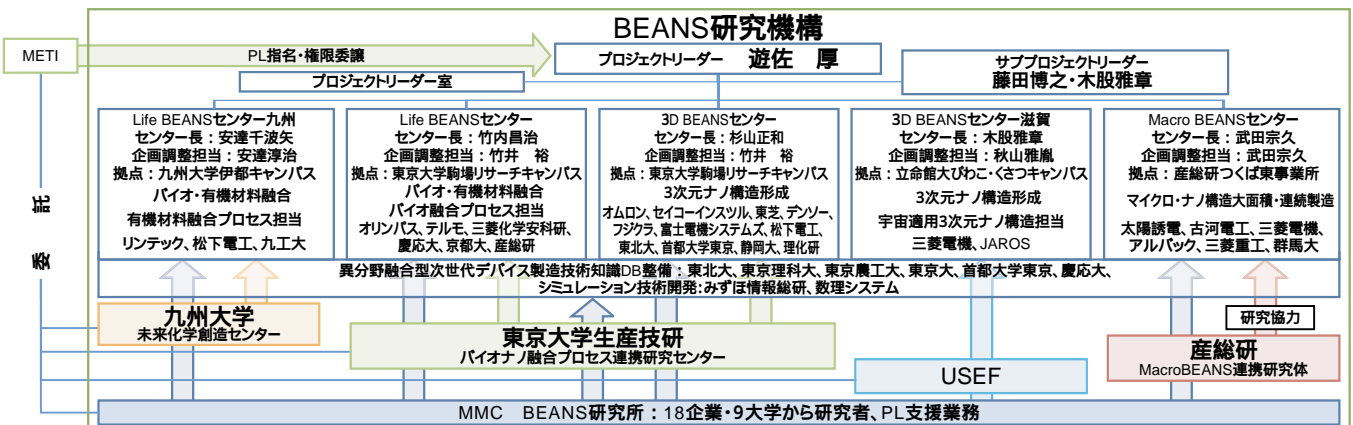 BEANS研究機構
METI
PL指名・権限委譲
プロジェクトリーダー 遊佐 厚
サブプロジェクトリーダー
藤田博之・木股雅章
プロジェクトリーダー室
Life BEANSセンター九州
センター長:安達千波矢
企画調整担当:安達淳治
拠点:九州大学伊都キャンパス
バイオ・有機材料融合
有機材料融合プロセス担当
リンテック、松下電工、九工大
Life BEANSセンター
センター長:竹内昌治
企画調整担当:竹井 裕
拠点:東京大学駒場リサーチキャンパス
バイオ・有機材料融合
バイオ融合プロセス担当
オリンパス、テルモ、三菱化学安科研、
慶応大、京都大、産総研
3D BEANSセンター
センター長:杉山正和
企画調整担当:竹井 裕
拠点:東京大学駒場リサーチキャンパス
3次元ナノ構造形成
オムロン、セイコーインスツル、東芝、デンソー、
フジクラ、富士電機システムズ、松下電工、
東北大、首都大学東京、静岡大、理化研
3D BEANSセンター滋賀
センター長:木股雅章
企画調整担当:秋山雅胤
拠点:立命館大びわこ・くさつキャンパス
3次元ナノ構造形成
宇宙適用3次元ナノ構造担当
三菱電機、JAROS
Macro BEANSセンター
センター長:武田宗久
企画調整担当:武田宗久
拠点:産総研つくば東事業所
マイクロ・ナノ構造大面積・連続製造
太陽誘電、古河電工、三菱電機、
アルバック、三菱重工、群馬大
委託
異分野融合型次世代デバイス製造技術知識DB整備:東北大、東京理科大、東京農工大、東京大、首都大学東京、慶応大、
シミュレーション技術開発:みずほ情報総研、数理システム
九州大学
未来化学創造センター
東京大学生産技研
バイオナノ融合プロセス連携研究センター
USEF
研究協力
産総研
MacroBEANS連携研究体
MMC BEANS研究所:18企業・9大学から研究者、PL支援業務